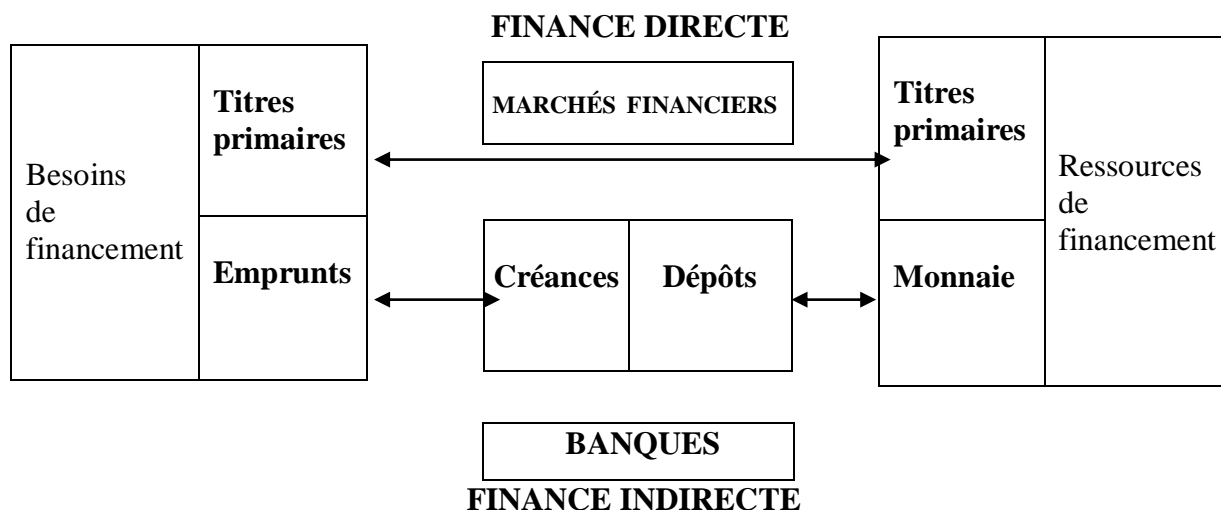 FINANCE DIRECTE
MARCHÉS FINANCIERS
Titres
primaires
Titres
primaires
Besoins
de
financement
Ressources
de
financement
Emprunts
Créances
Dépôts
Monnaie
BANQUES
FINANCE INDIRECTE